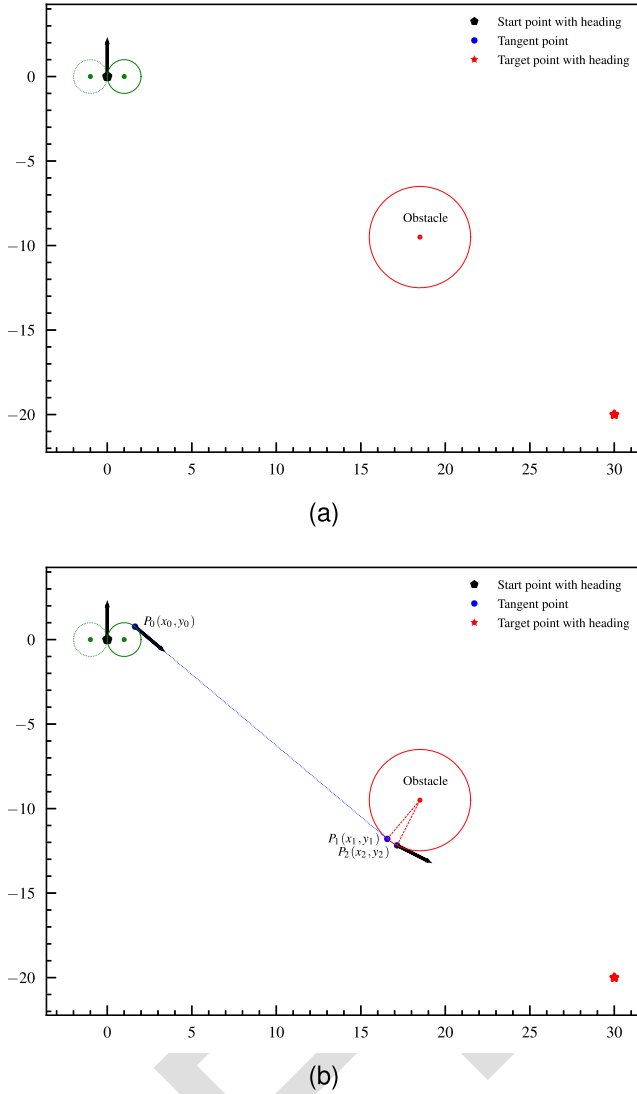 Start point with heading
Tangent point
Target point with heading
0
−5
−10
−15
−20
Obstacle
0 5 10 15 20 25 30
(a)
Start point with heading
Tangent point
Target point with heading
P0(x0, y0)
0
−5
−10
−15
−20
Obstacle
P1(x1, y1)
P2(x2, y2)
0 5 10 15 20 25 30
(b)